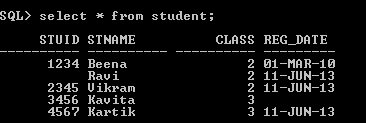 SQL> select * from student;
STUID STNAME CLASS REG_DATE
---------- --------------- ---------- ---------
1234 Beena 2 01-MAR-10
Ravi 2 11-JUN-13
2345 Vikram 2 11-JUN-13
3456 Kavita 3
4567 Kartik 3 11-JUN-13